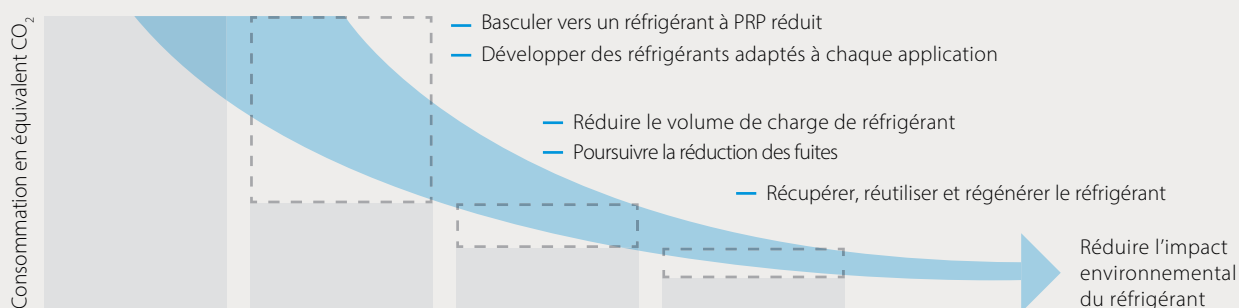 Consommation en équivalent CO₂
Basculer vers un réfrigérant à PRP réduit
Développer des réfrigérants adaptés à chaque application
Réduire le volume de charge de réfrigérant
Poursuivre la réduction des fuites
Récupérer, réutiliser et régénérer le réfrigérant
Réduire l'impact
environnemental
du réfrigérant